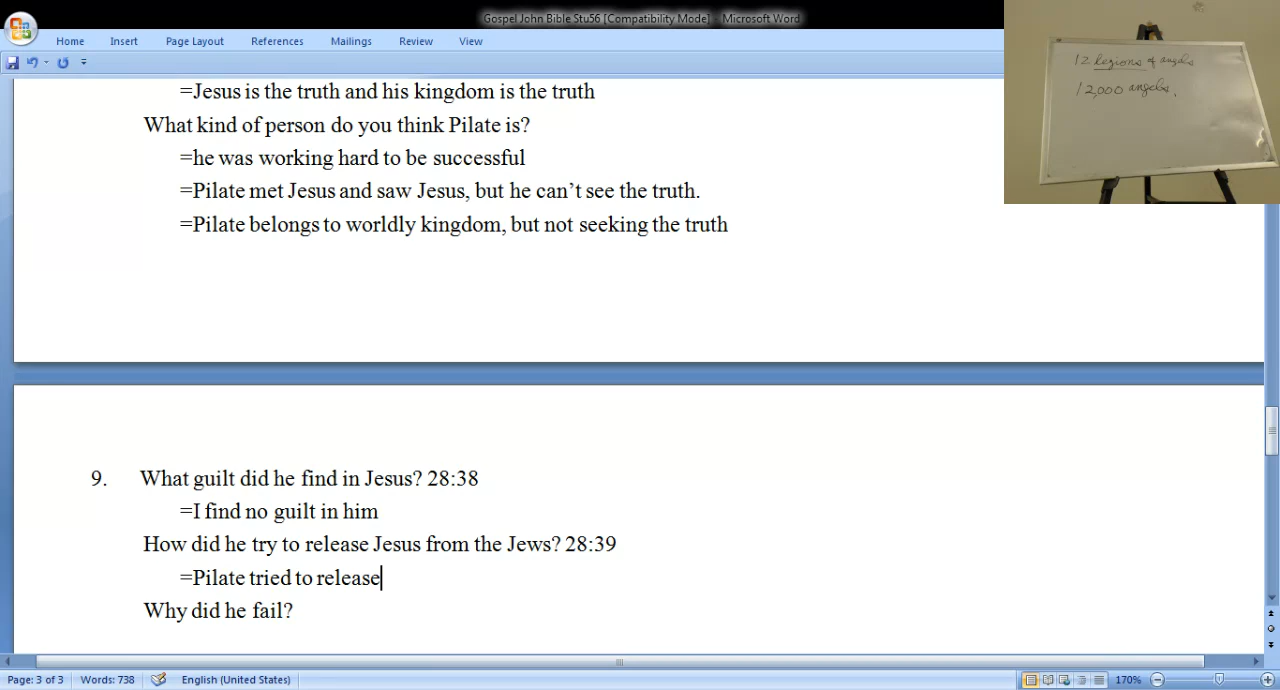 Gospel John Bible Stu56 [Compatibility Mode] - Microsoft Word
Home Insert Page Layout References Mailings Review View
12 legions of angels
12,000 angels.
=Jesus is the truth and his kingdom is the truth
What kind of person do you think Pilate is?
=he was working hard to be successful
=Pilate met Jesus and saw Jesus, but he can’t see the truth.
=Pilate belongs to worldly kingdom, but not seeking the truth
9. What guilt did he find in Jesus? 28:38
=I find no guilt in him
How did he try to release Jesus from the Jews? 28:39
=Pilate tried to release
Why did he fail?
Page: 3 of 3 Words: 738 English (United States) 170%